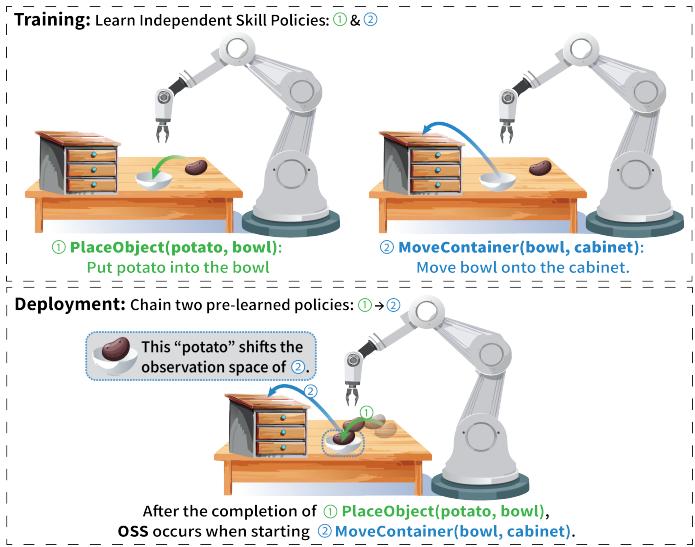 Training: Learn Independent Skill Policies: ① & ②
① PlaceObject(potato, bowl):
Put potato into the bowl
② MoveContainer(bowl, cabinet):
Move bowl onto the cabinet.
Deployment: Chain two pre-learned policies: ①→②
This “potato” shifts the
observation space of ②.
②
①
After the completion of ① PlaceObject(potato, bowl),
OSS occurs when starting ② MoveContainer(bowl, cabinet).